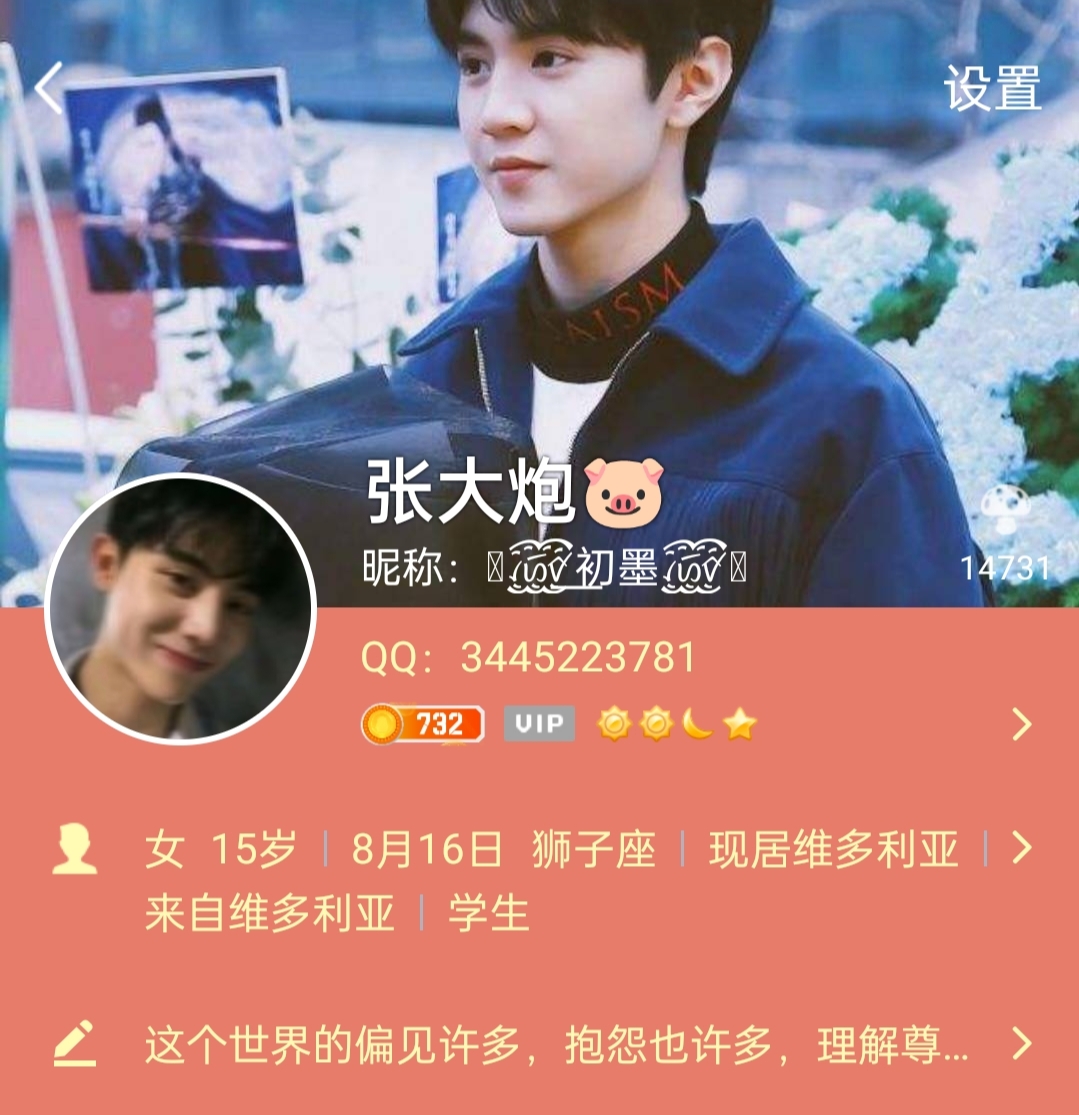 设置
AISM
张大炮🐷
昵称：初墨
14731
QQ：3445223781
732 VIP
女 15岁 | 8月16日 狮子座 | 现居维多利亚 |
来自维多利亚 | 学生
这个世界的偏见许多，抱怨也许多，理解尊...